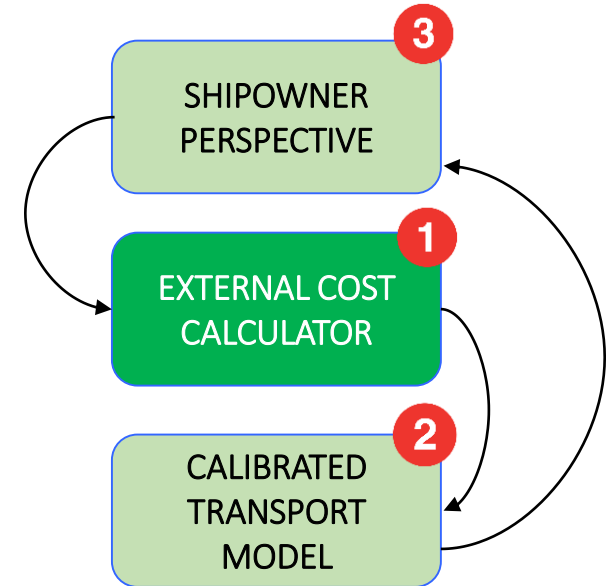 3
SHIPOWNER
PERSPECTIVE
1
EXTERNAL COST
CALCULATOR
2
CALIBRATED
TRANSPORT
MODEL